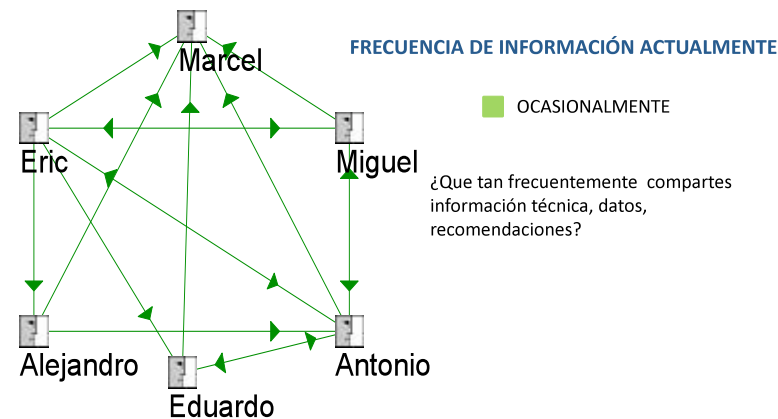 Marcel
FRECUENCIA DE INFORMACIÓN ACTUALMENTE
OCASIONALMENTE
Eric
Miguel
¿Que tan frecuentemente compartes
información técnica, datos,
recomendaciones?
Alejandro
Antonio
Eduardo